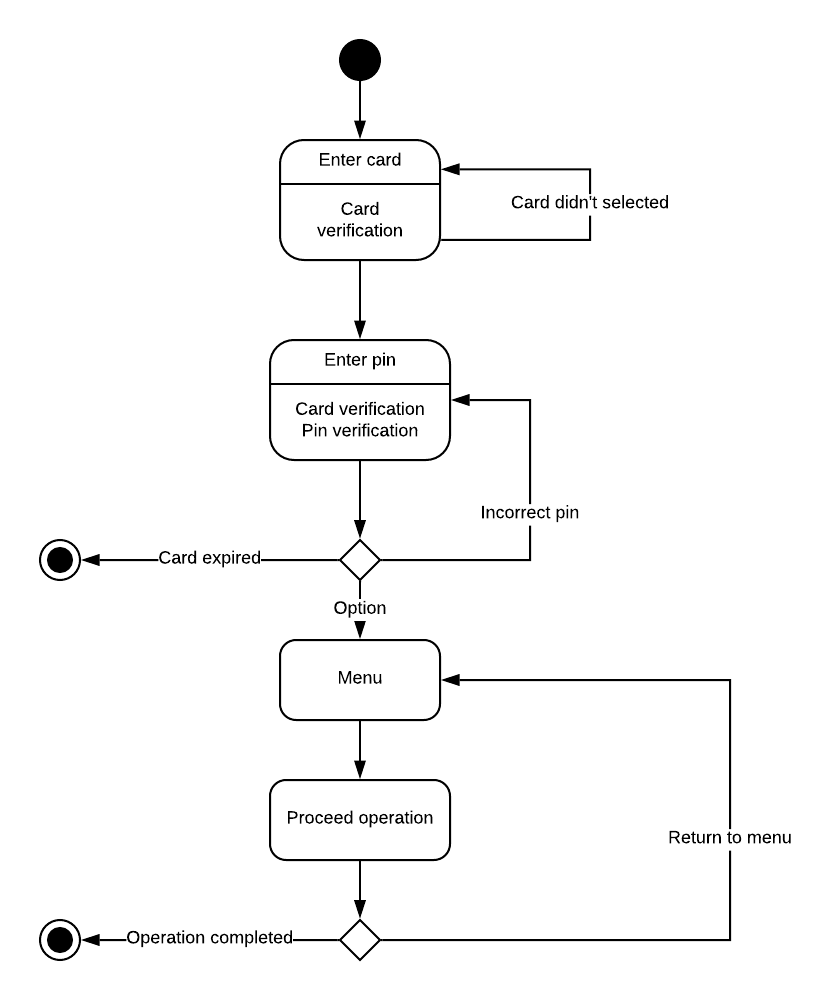 Enter card
Card
verification
Card didn't selected
Enter pin
Card verification
Pin verification
Incorrect pin
Card expired
Option
Menu
Proceed operation
Return to menu
Operation completed